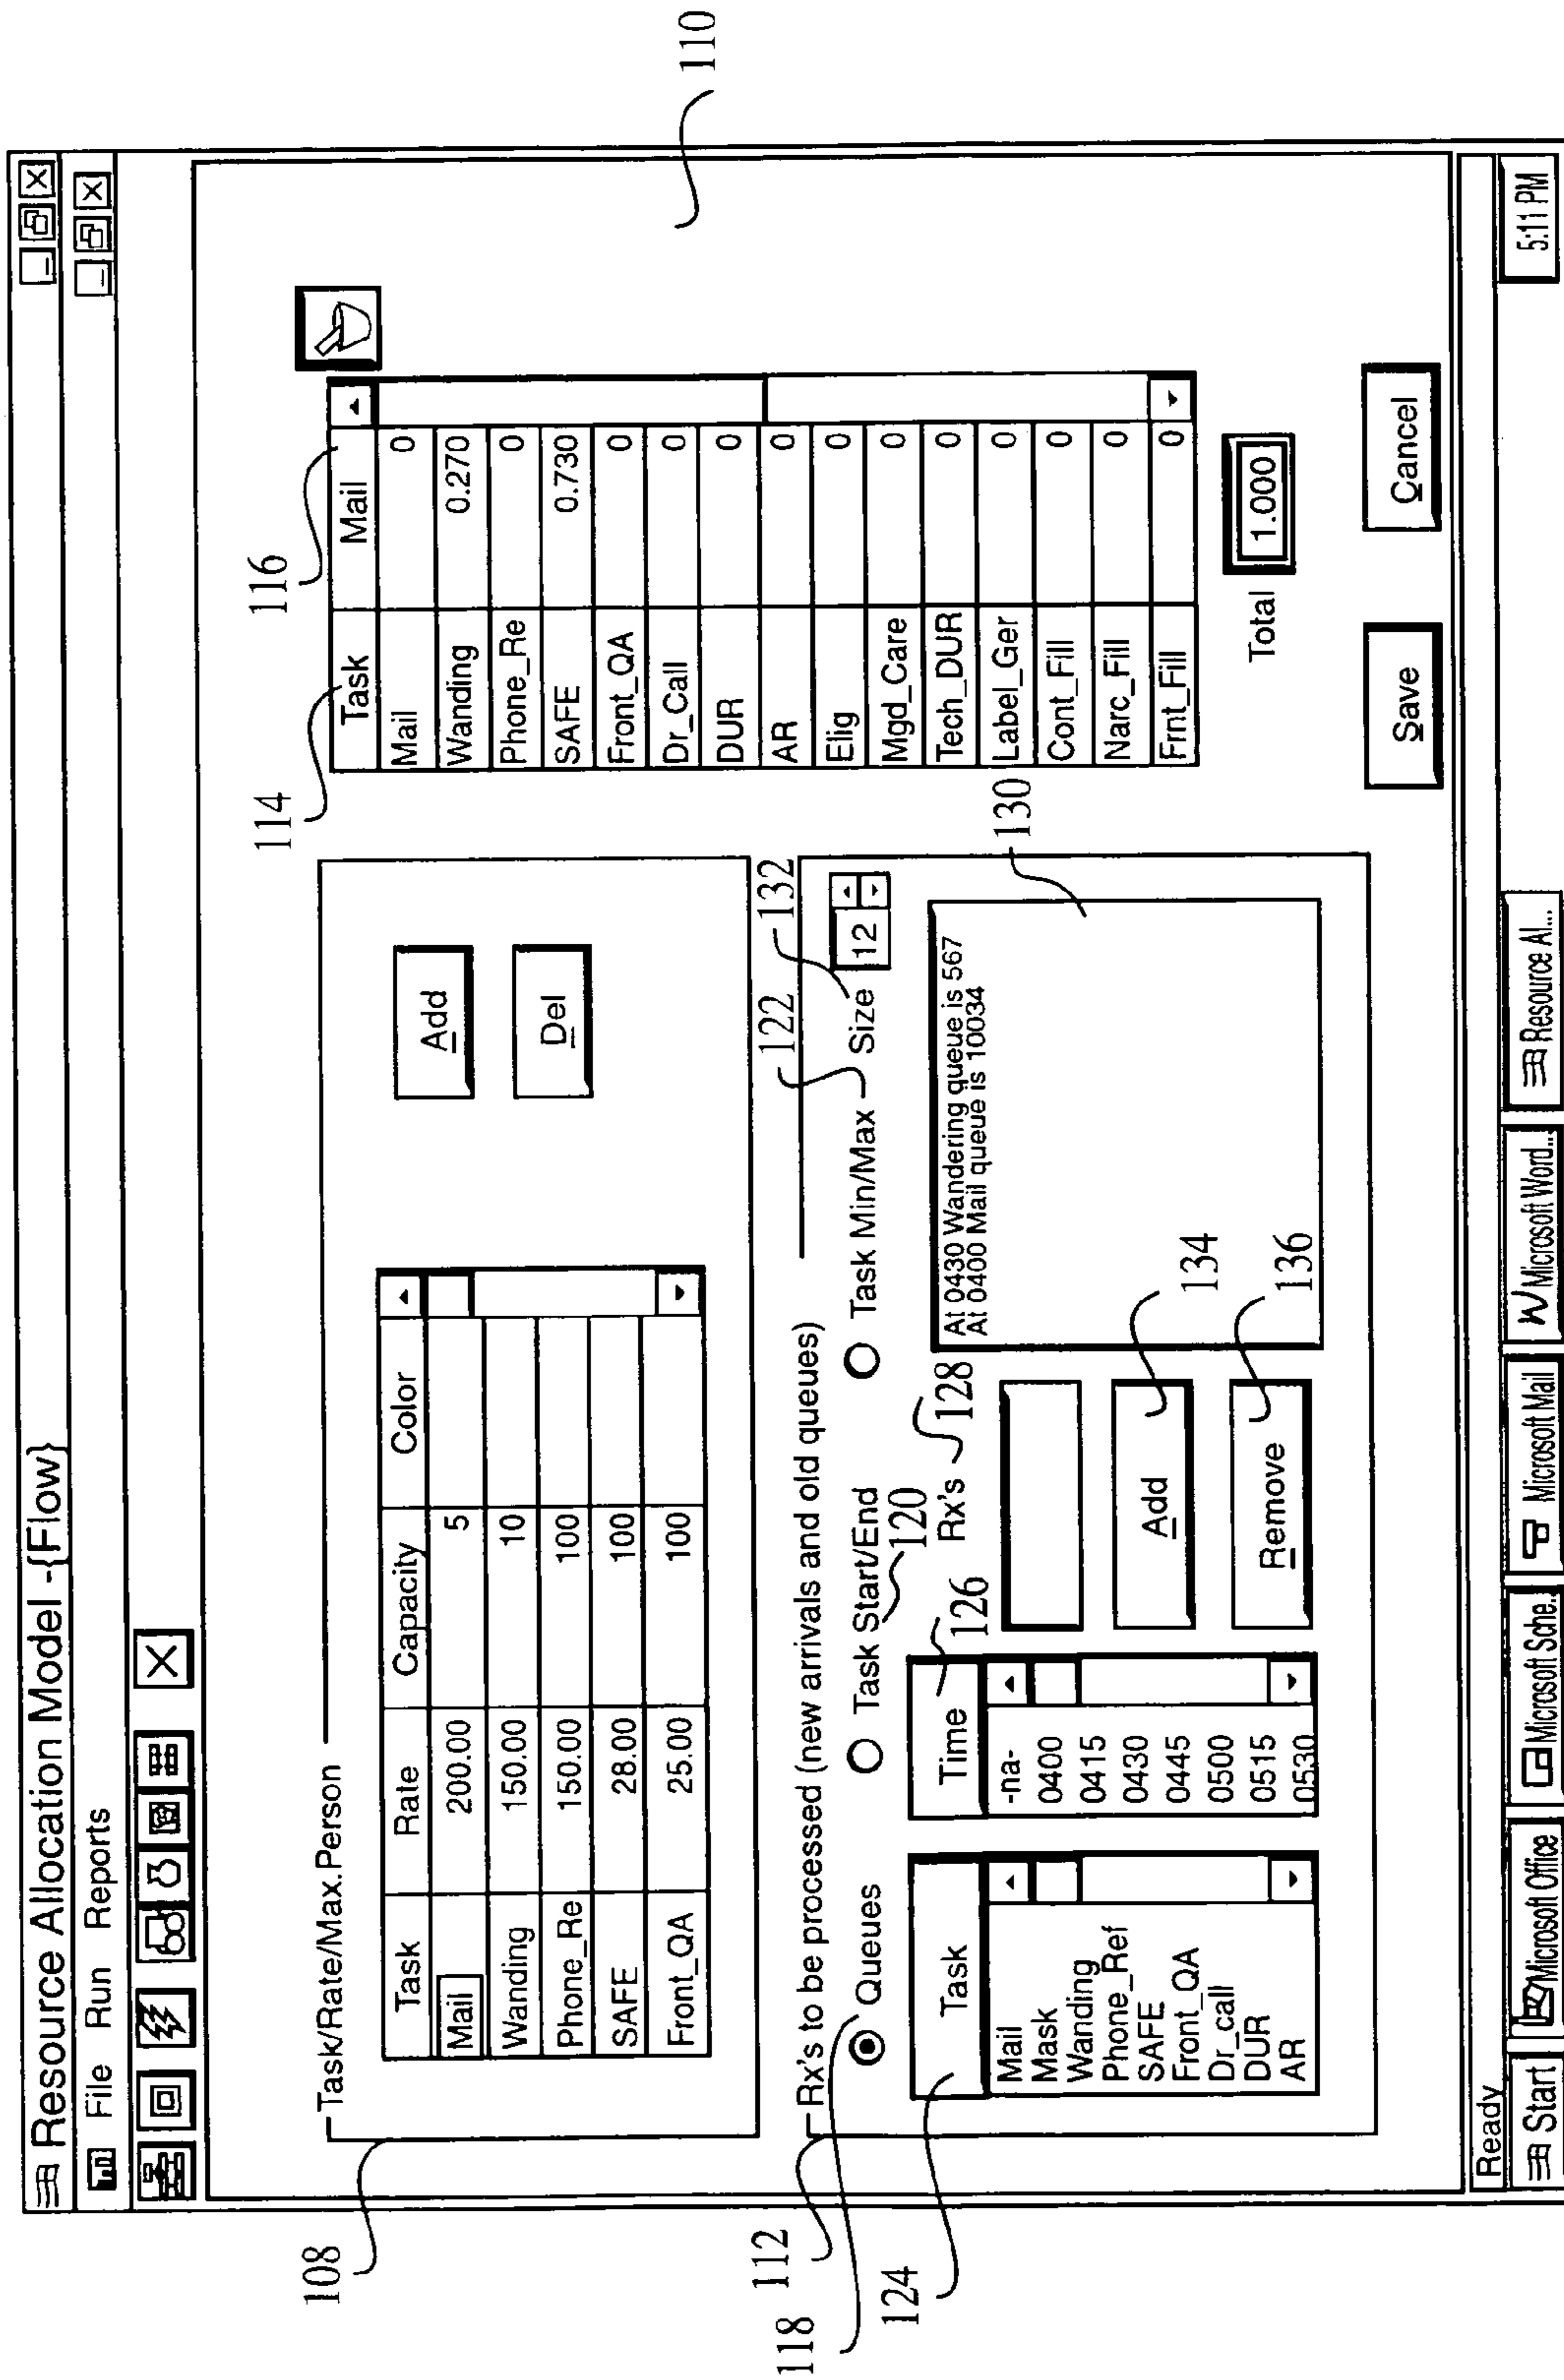 Resource Allocation Model -{Flow}
File Run Reports
Task/Rate/Max.Person
Task Rate Capacity Color
Mail 200.00 5
Wanding 150.00 10
Phone_Re 150.00 100
SAFE 28.00 100
Front_QA 25.00 100
Add
Del
108
Rx's to be processed (new arrivals and old queues)
112
Queues
118
Task Start/End
120
Task Min/Max
122
Size
12
132
Task
124
Mail
Mask
Wanding
Phone_Ref
SAFE
Front_QA
Dr_call
DUR
AR
Time
126
-na-
0400
0415
0430
0445
0500
0515
0530
Rx's
128
Add
134
Remove
136
At 0430 Wandering queue is 567
At 0400 Mail queue is 10034
130
114
116
Task Mail
Mail 0
Wanding 0.270
Phone_Re 0
SAFE 0.730
Front_QA 0
Dr_Call 0
DUR 0
AR 0
Elig 0
Mgd_Care 0
Tech_DUR 0
Label_Ger 0
Cont_Fill 0
Narc_Fill 0
Frnt_Fill 0
Total 1.000
110
Save
Cancel
Ready
Start
Microsoft Office
Microsoft Sche.
Microsoft Mail
Microsoft Word...
Resource Al...
5:11 PM